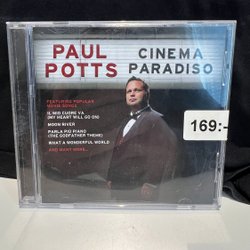 PAUL POTTS
CINEMA PARADISO
FEATURING POPULAR
MOVIE SONGS
IL MIO CUORE VA
(MY HEART WILL GO ON)
MOON RIVER
PARLA PIÙ PIANO
(THE GODFATHER THEME)
WHAT A WONDERFUL WORLD
AND MANY MORE...
169:-